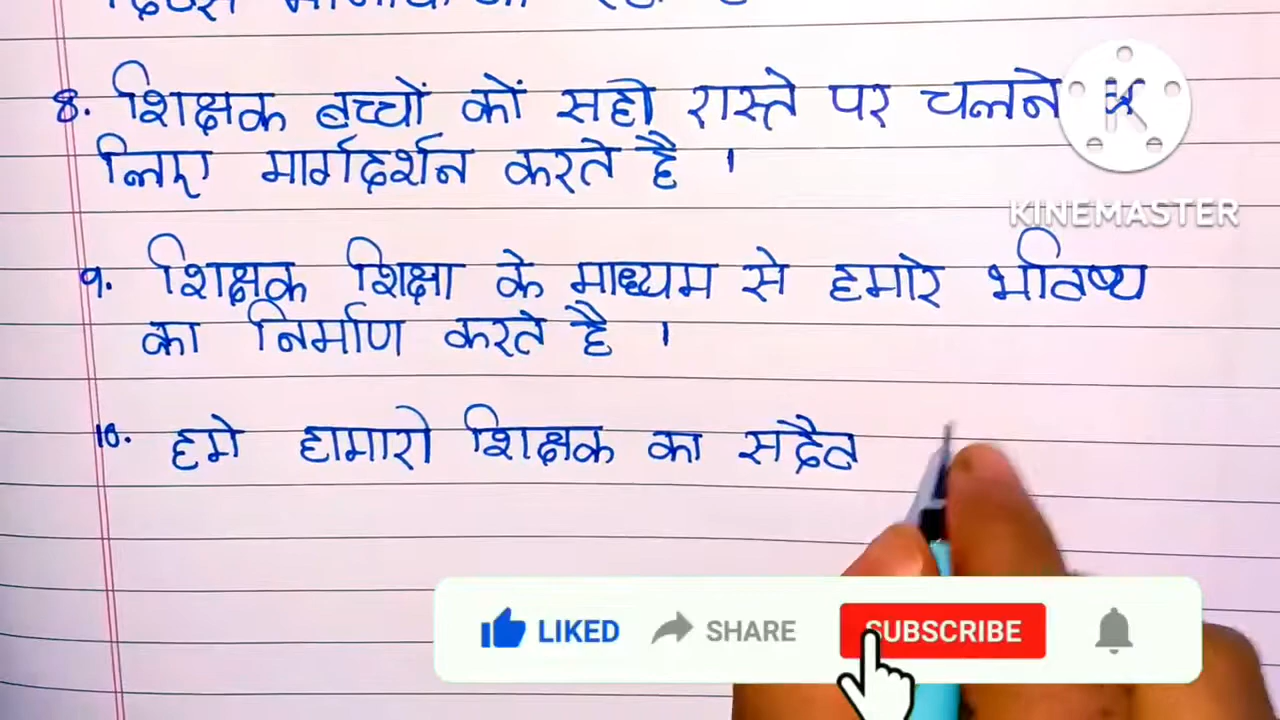 8. शिक्षक बच्चों कों सही रास्ते पर चलने
लिए मार्गदर्शन करते है ।
KINEMASTER
9. शिक्षक शिक्षा के माध्यम से हमारे भविष्य
का निर्माण करते है ।
10. हमे हामारी शिक्षक का सदैव
LIKED SHARE SUBSCRIBE